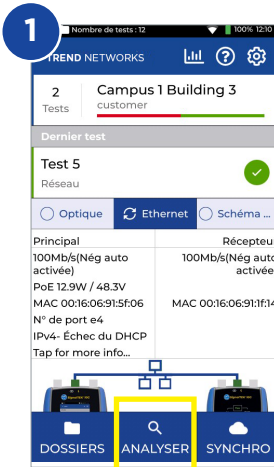 1
Nombre de tests : 12
100% 12:10
TREND NETWORKS
2
Tests
Campus 1 Building 3
customer
Dernier test
Test 5
Réseau
Optique
Ethernet
Schéma ...
Principal
Récepteu
100Mb/s(Nég auto
activée)
100Mb/s(Nég auto
activée
PoE 12.9W / 48.3V
MAC 00:16:06:91:5f:06
MAC 00:16:06:91:1f:14
N° de port e4
IPv4- Échec du DHCP
Tap for more info...
DOSSIERS
ANALYSER
SYNCHRO